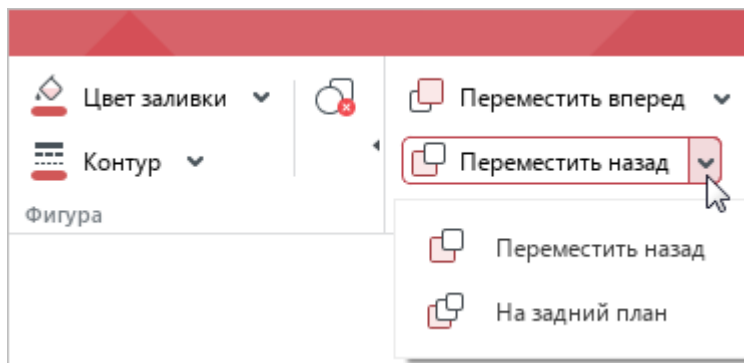 Цвет заливки
Контур
Фигура
Переместить вперед
Переместить назад
Переместить назад
На задний план